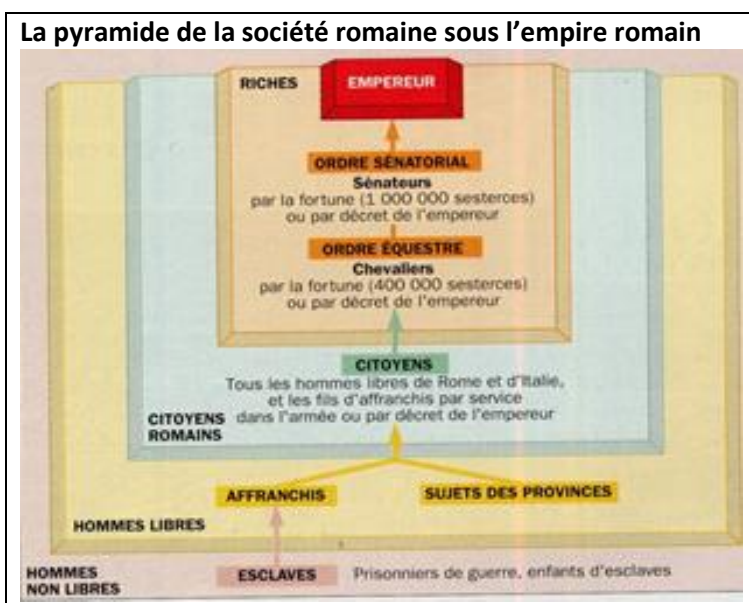 La pyramide de la société romaine sous l’empire romain
RICHES
EMPEREUR
ORDRE SÉNATORIAL
Sénateurs
par la fortune (1 000 000 sesterces)
ou par décret de l'empereur
ORDRE ÉQUESTRE
Chevaliers
par la fortune (400 000 sesterces)
ou par décret de l'empereur
CITOYENS
Tous les hommes libres de Rome et d'Italie,
et les fils d'affranchis par service
dans l'armée ou par décret de l'empereur
CITOYENS
ROMAINS
AFFRANCHIS
SUJETS DES PROVINCES
HOMMES LIBRES
HOMMES
NON LIBRES
ESCLAVES
Prisonniers de guerre, enfants d'esclaves